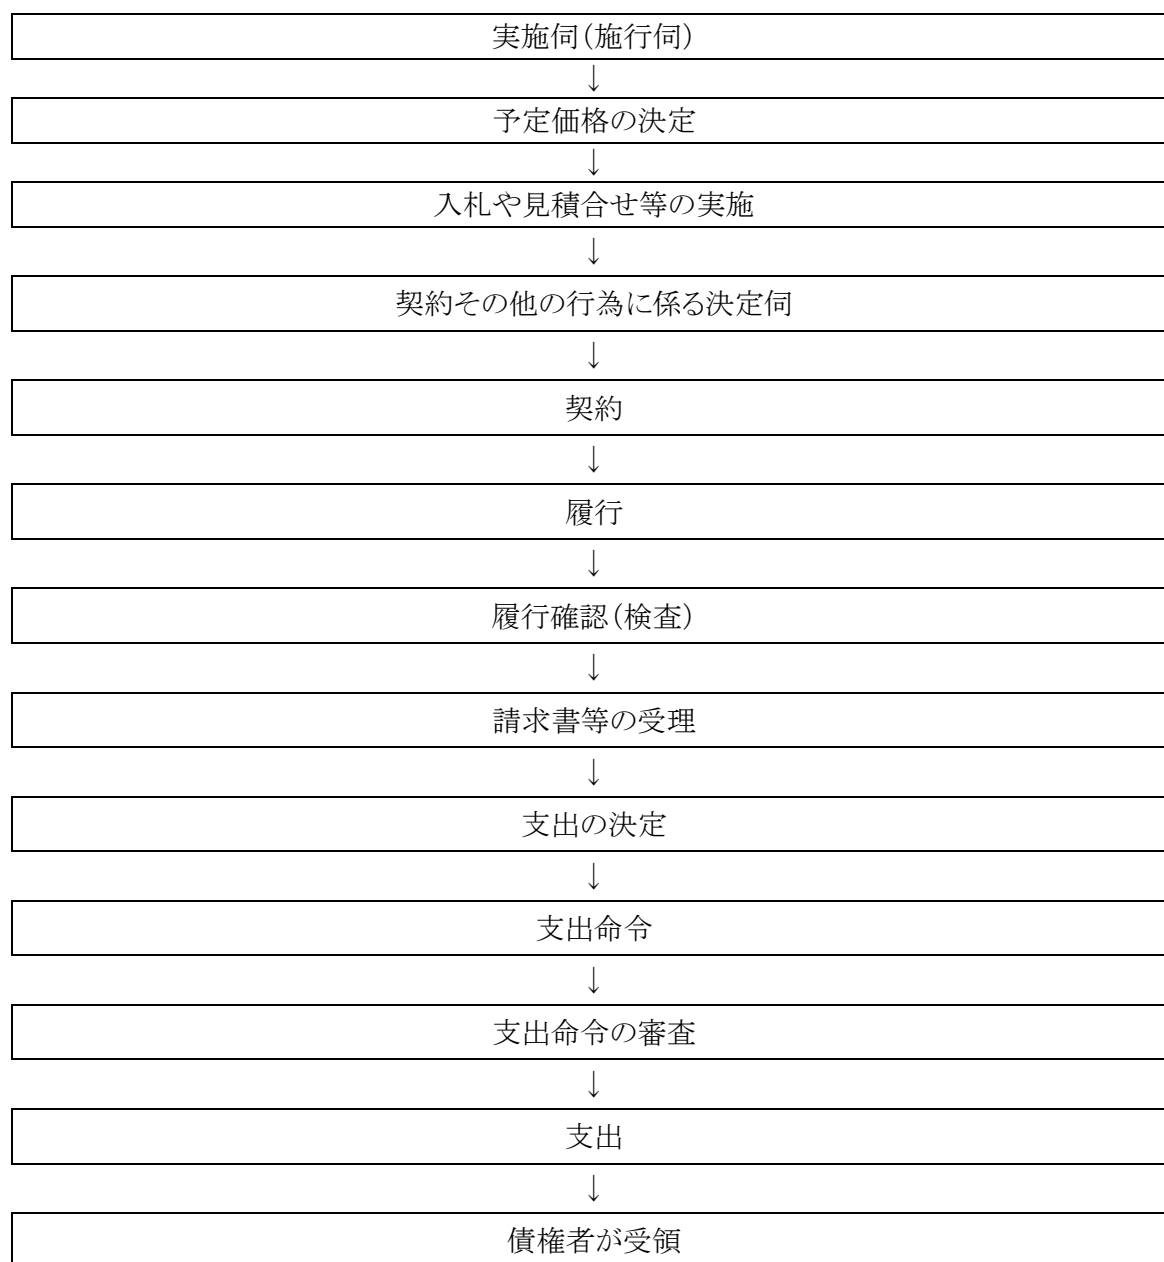 実施伺(施行伺)
↓
予定価格の決定
↓
入札や見積合せ等の実施
↓
契約その他の行為に係る決定伺
↓
契約
↓
履行
↓
履行確認(検査)
↓
請求書等の受理
↓
支出の決定
↓
支出命令
↓
支出命令の審査
↓
支出
↓
債権者が受領